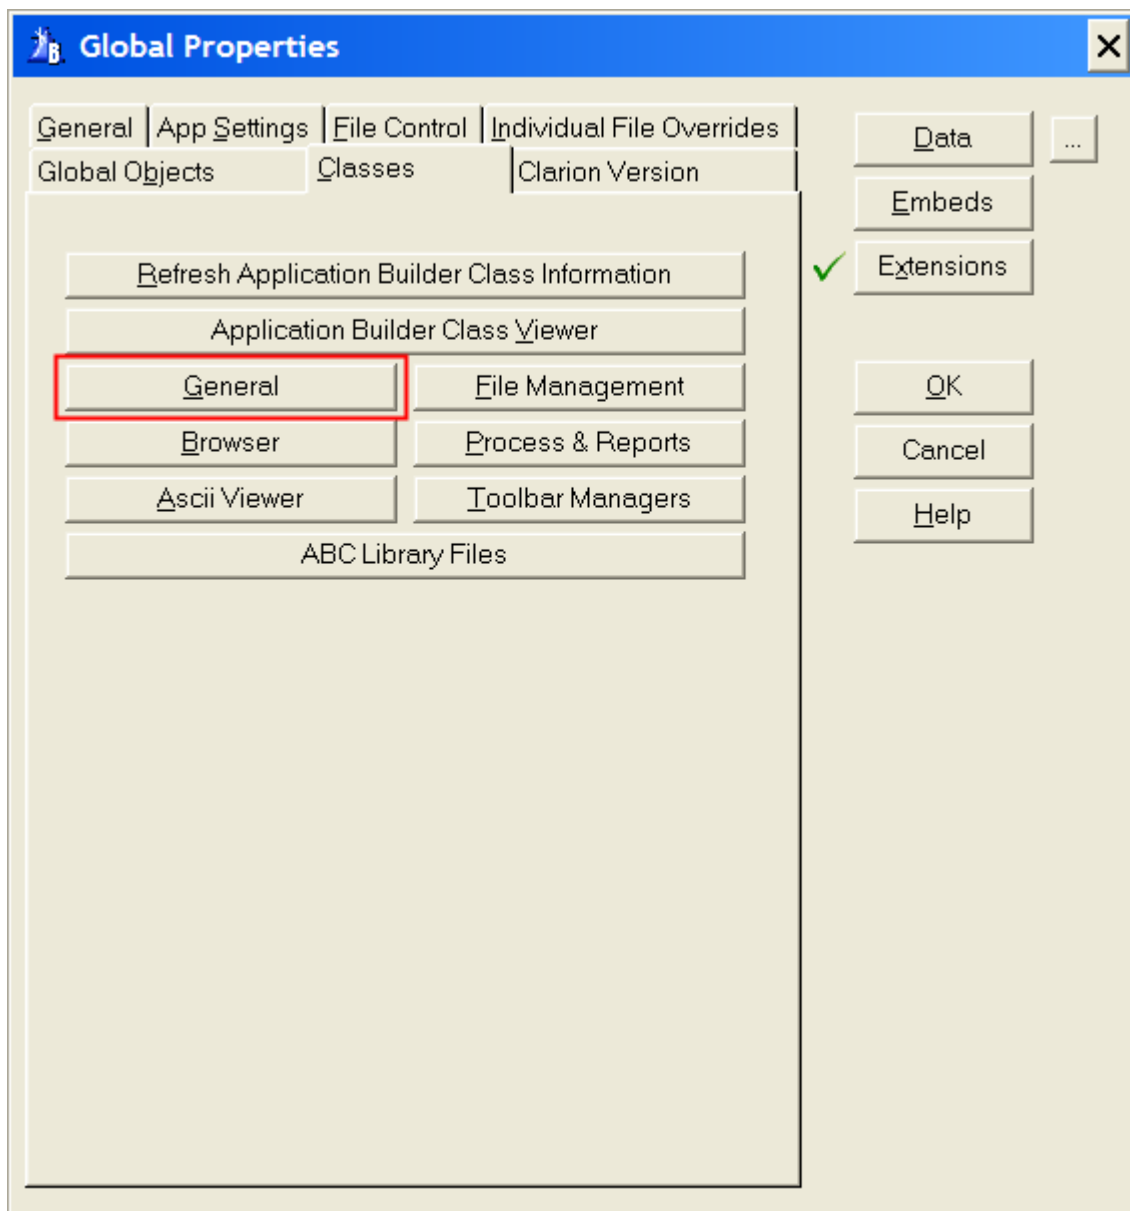 Global Properties
General App Settings File Control Individual File Overrides
Global Objects Classes Clarion Version
Refresh Application Builder Class Information
Application Builder Class Viewer
General File Management
Browser Process & Reports
Ascii Viewer Toolbar Managers
ABC Library Files
Data ...
Embeds
Extensions
OK
Cancel
Help